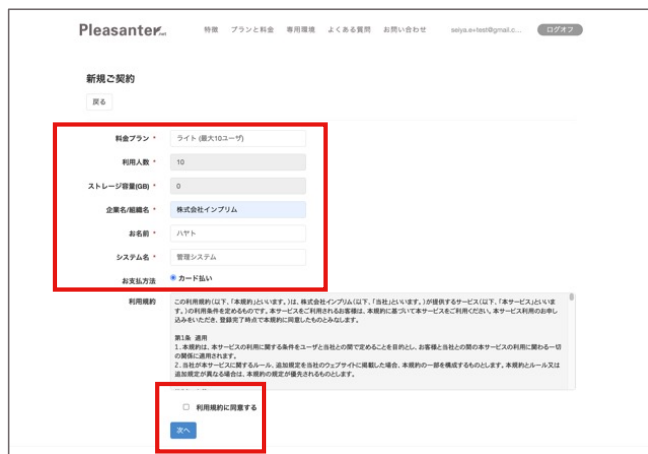 Pleasanter.net 特徴 プランと料金 専用環境 よくある質問 お問い合わせ seiya.e+test@gmail.c... ログオフ
新規ご契約
戻る
料金プラン * ライト (最大10ユーザ)
利用人数 * 10
ストレージ容量(GB) * 0
企業名/組織名 * 株式会社インプリム
お名前 * ハヤト
システム名 * 管理システム
お支払方法 カード払い
利用規約 この利用規約(以下、「本規約」といいます。)は、株式会社インプリム(以下、「当社」といいます。)が提供するサービス(以下、「本サービス」といいま
す。)の利用条件を定めるものです。本サービスをご利用されるお客様は、本規約に基づいて本サービスをご利用ください。本サービス利用のお申し
込みをいただき、登録完了時点で本規約に同意したものとみなします。
第1条 適用
1. 本規約は、本サービスの利用に関する条件をユーザと当社との間で定めることを目的とし、お客様と当社との間の本サービスの利用に関わる一切
の関係に適用されます。
2. 当社が本サービスに関するルール、追加規定を当社のウェブサイトに掲載した場合、本規約の一部を構成するものとします。本規約とルール又は
追加規定が異なる場合は、本規約の規定が優先されるものとします。
利用規約に同意する
次へ